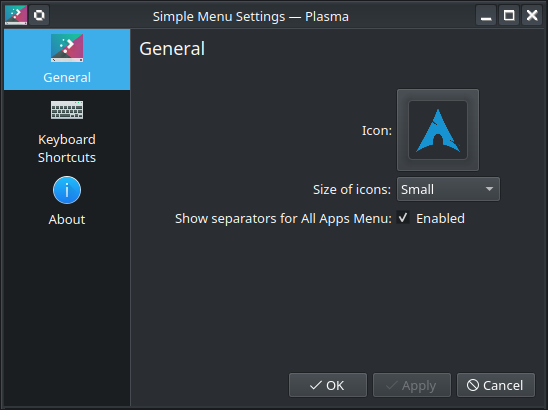 Simple Menu Settings — Plasma
General
Keyboard
Shortcuts
About
General
Icon:
Size of icons: Small
Show separators for All Apps Menu: Enabled
OK Apply Cancel